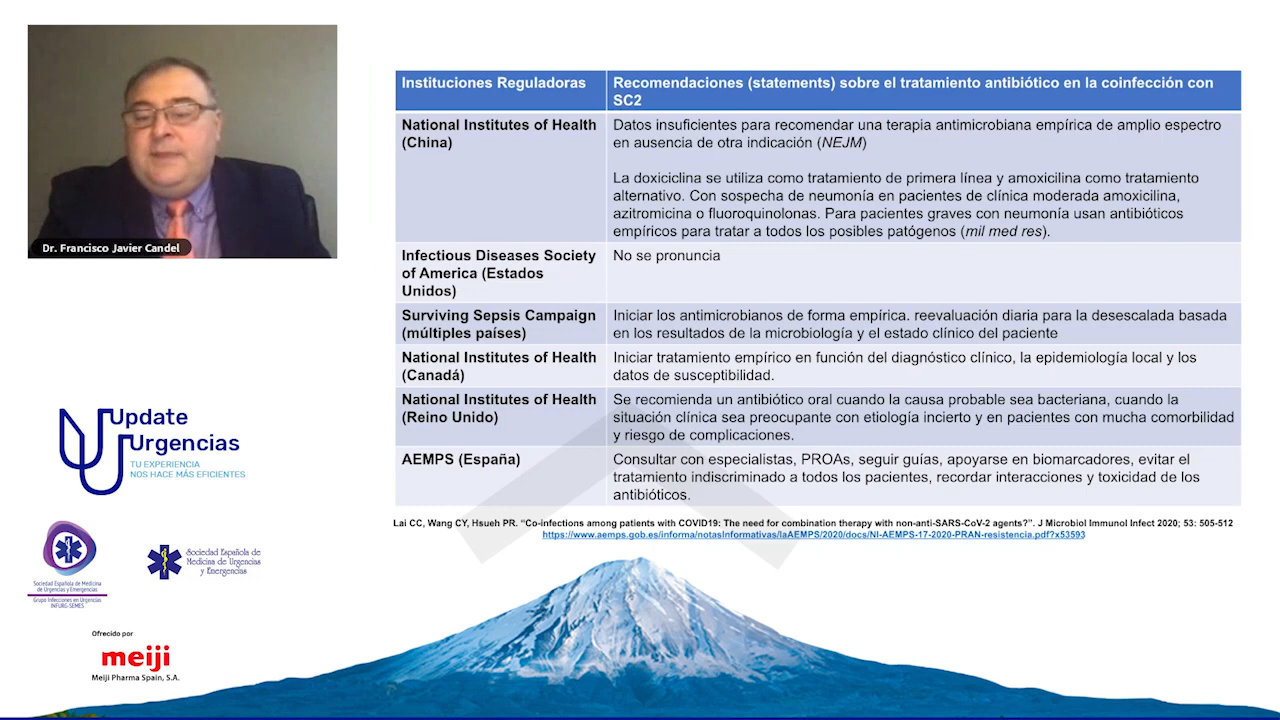 Dr. Francisco Javier Candel
Instituciones Reguladoras
Recomendaciones (statements) sobre el tratamiento antibiótico en la coinfección con
SC2
National Institutes of Health
(China)
Datos insuficientes para recomendar una terapia antimicrobiana empírica de amplio espectro
en ausencia de otra indicación (NEJM)
La doxiciclina se utiliza como tratamiento de primera línea y amoxicilina como tratamiento
alternativo. Con sospecha de neumonía en pacientes de clínica moderada amoxicilina,
azitromicina o fluoroquinolonas. Para pacientes graves con neumonía usan antibióticos
empíricos para tratar a todos los posibles patógenos (mil med res).
Infectious Diseases Society
of America (Estados
Unidos)
No se pronuncia
Surviving Sepsis Campaign
(múltiples países)
Iniciar los antimicrobianos de forma empírica. reevaluación diaria para la desescalada basada
en los resultados de la microbiología y el estado clínico del paciente
National Institutes of Health
(Canadá)
Iniciar tratamiento empírico en función del diagnóstico clínico, la epidemiología local y los
datos de susceptibilidad.
National Institutes of Health
(Reino Unido)
Se recomienda un antibiótico oral cuando la causa probable sea bacteriana, cuando la
situación clínica sea preocupante con etiología incierto y en pacientes con mucha comorbilidad
y riesgo de complicaciones.
AEMPS (España)
Consultar con especialistas, PROAs, seguir guías, apoyarse en biomarcadores, evitar el
tratamiento indiscriminado a todos los pacientes, recordar interacciones y toxicidad de los
antibióticos.
Lai CC, Wang CY, Hsueh PR. “Co-infections among patients with COVID19: The need for combination therapy with non-anti-SARS-CoV-2 agents?”. J Microbiol Immunol Infect 2020; 53: 505-512
https://www.aemps.gob.es/informa/notasInformativas/laAEMPS/2020/docs/NI-AEMPS-17-2020-PRAN-resistencia.pdf?x53593
Update
Urgencias
TU EXPERIENCIA
NOS HACE MÁS EFICIENTES
Sociedad Española de Medicina
de Urgencias y Emergencias
Grupo Infecciones en Urgencias
INFURG-SEMES
Sociedad Española de
Medicina de Urgencias
y Emergencias
Ofrecido por
meiji
Meiji Pharma Spain, S.A.